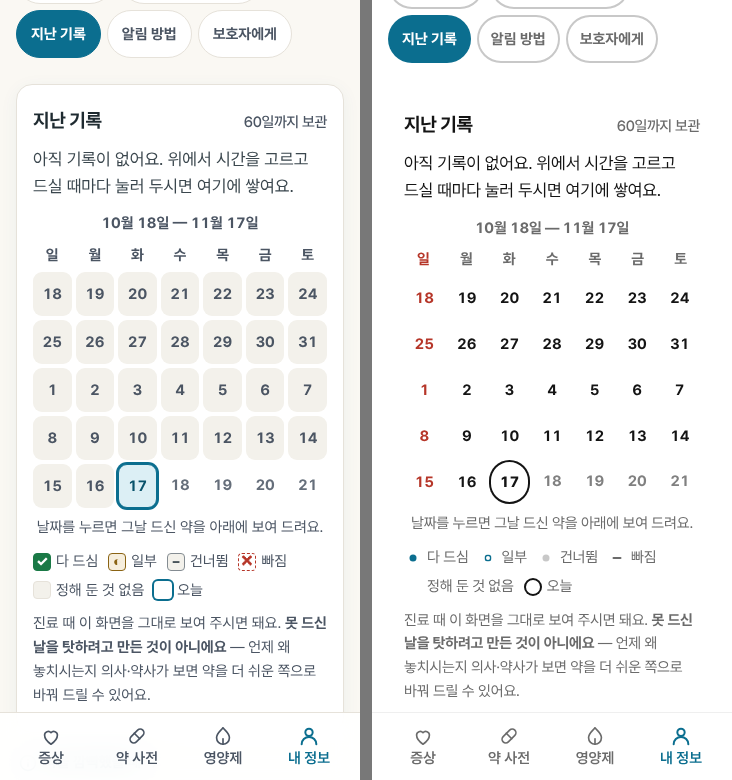 지난 기록
알림 방법
보호자에게
지난 기록
60일까지 보관
아직 기록이 없어요. 위에서 시간을 고르고
드실 때마다 눌러 두시면 여기에 쌓여요.
10월 18일 — 11월 17일
일 월 화 수 목 금 토
18 19 20 21 22 23 24
25 26 27 28 29 30 31
1 2 3 4 5 6 7
8 9 10 11 12 13 14
15 16 17 18 19 20 21
날짜를 누르면 그날 드신 약을 아래에 보여 드려요.
다 드심 일부 건너뜀 빠짐
정해 둔 것 없음 오늘
진료 때 이 화면을 그대로 보여 주시면 돼요. 못 드신
날을 탓하려고 만든 것이 아니에요 — 언제 왜
놓치시는지 의사·약사가 보면 약을 더 쉬운 쪽으로
바꿔 드릴 수 있어요.
증상 약 사전 영양제 내 정보
지난 기록
알림 방법
보호자에게
지난 기록
60일까지 보관
아직 기록이 없어요. 위에서 시간을 고르고
드실 때마다 눌러 두시면 여기에 쌓여요.
10월 18일 — 11월 17일
일 월 화 수 목 금 토
18 19 20 21 22 23 24
25 26 27 28 29 30 31
1 2 3 4 5 6 7
8 9 10 11 12 13 14
15 16 17 18 19 20 21
날짜를 누르면 그날 드신 약을 아래에 보여 드려요.
다 드심 일부 건너뜀 빠짐
정해 둔 것 없음 오늘
진료 때 이 화면을 그대로 보여 주시면 돼요. 못 드신
날을 탓하려고 만든 것이 아니에요 — 언제 왜
놓치시는지 의사·약사가 보면 약을 더 쉬운 쪽으로
바꿔 드릴 수 있어요.
증상 약 사전 영양제 내 정보